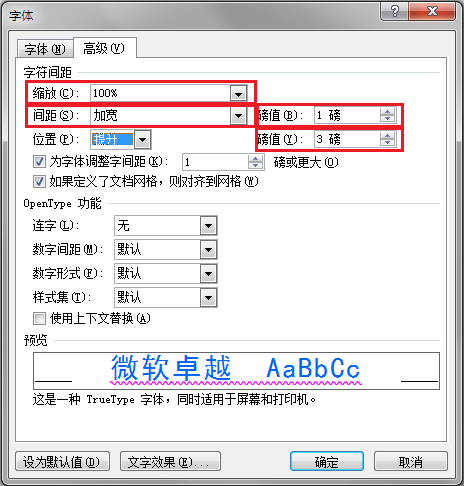 字体
字体(N) 高级(V)
字符间距
缩放(C): 100%
间距(S): 加宽 磅值(B): 1 磅
位置(P): 提升 磅值(Y): 3 磅
为字体调整字间距(K): 1 磅或更大(O)
如果定义了文档网格，则对齐到网格(W)
OpenType 功能
连字(L): 无
数字间距(M): 默认
数字形式(F): 默认
样式集(T): 默认
使用上下文替换(A)
预览
微软卓越 AaBbCc
这是一种 TrueType 字体，同时适用于屏幕和打印机。
设为默认值(D) 文字效果(E)... 确定 取消